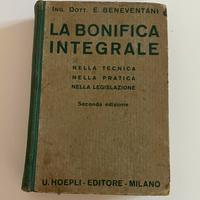 ING. DOTT. E. BENEVENTANI
LA BONIFICA
INTEGRALE
NELLA TECNICA
NELLA PRATICA
NELLA LEGISLAZIONE
Seconda edizione
U. HOEPLI - EDITORE - MILANO